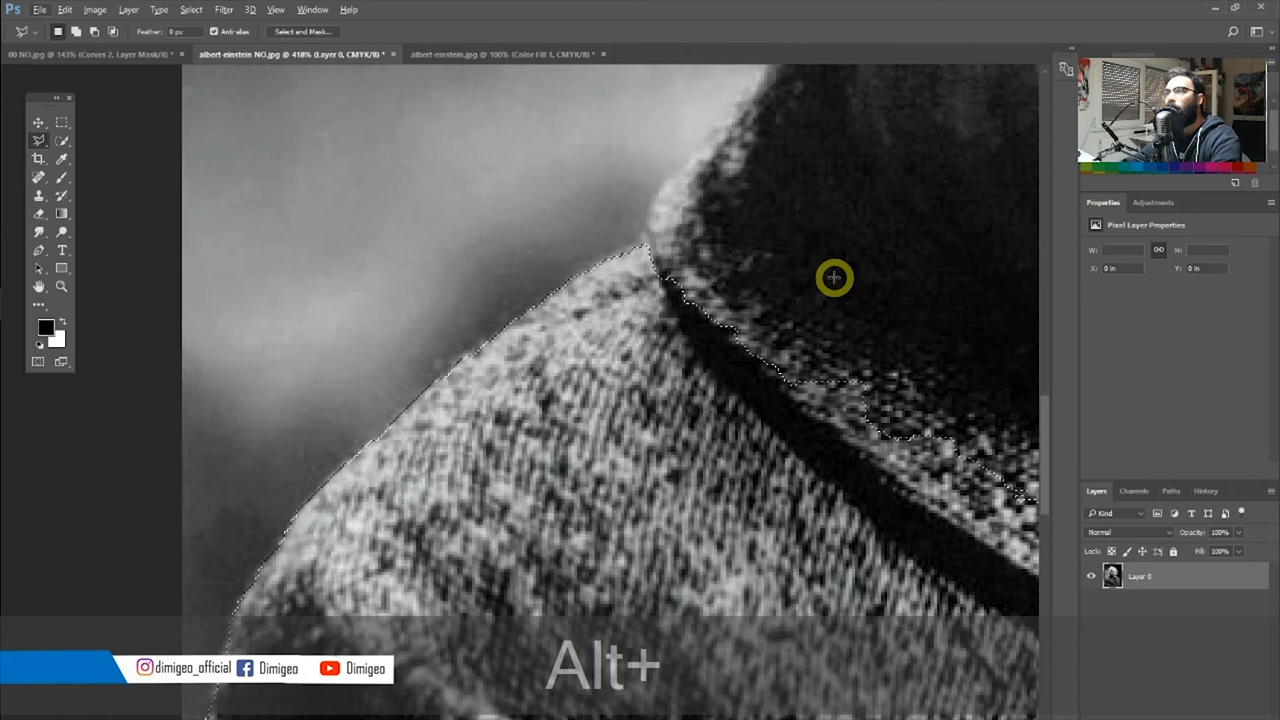 Ps File Edit Image Layer Type Select Filter 3D View Window Help
Feather: 0 px Anti-alias Select and Mask...
00 NO.jpg @ 143% (Curves 2, Layer Mask/8) * × albert-einstein NO.jpg @ 418% (Layer 0, CMYK/8) * × albert-einstein.jpg @ 100% (Color Fill 1, CMYK/8) * ×
Properties Adjustments
Pixel Layer Properties
W: H:
X: 0 in Y: 0 in
Layers Channels Paths History
Kind
Normal Opacity: 100%
Lock: Fill: 100%
Layer 0
Alt+
dimigeo_official Dimigeo Dimigeo